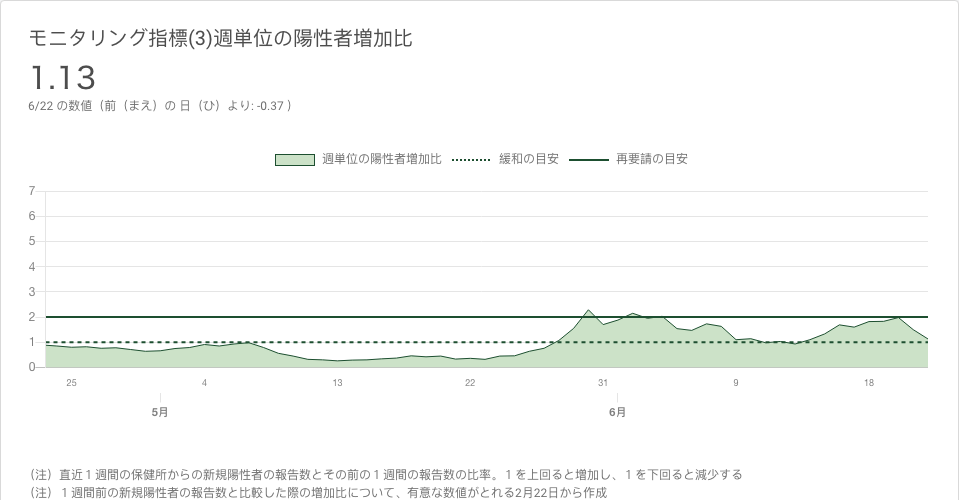 モニタリング指標(3)週単位の陽性者増加比
1.13
6/22 の数値（前（まえ）の 日（ひ）より: -0.37 ）
週単位の陽性者増加比 緩和の目安 再要請の目安
7
6
5
4
3
2
1
0
25 4 13 22 31 9 18
5月 6月
（注）直近１週間の保健所からの新規陽性者の報告数とその前の１週間の報告数の比率。１を上回ると増加し、１を下回ると減少する
（注）１週間前の新規陽性者の報告数と比較した際の増加比について、有意な数値がとれる2月22日から作成